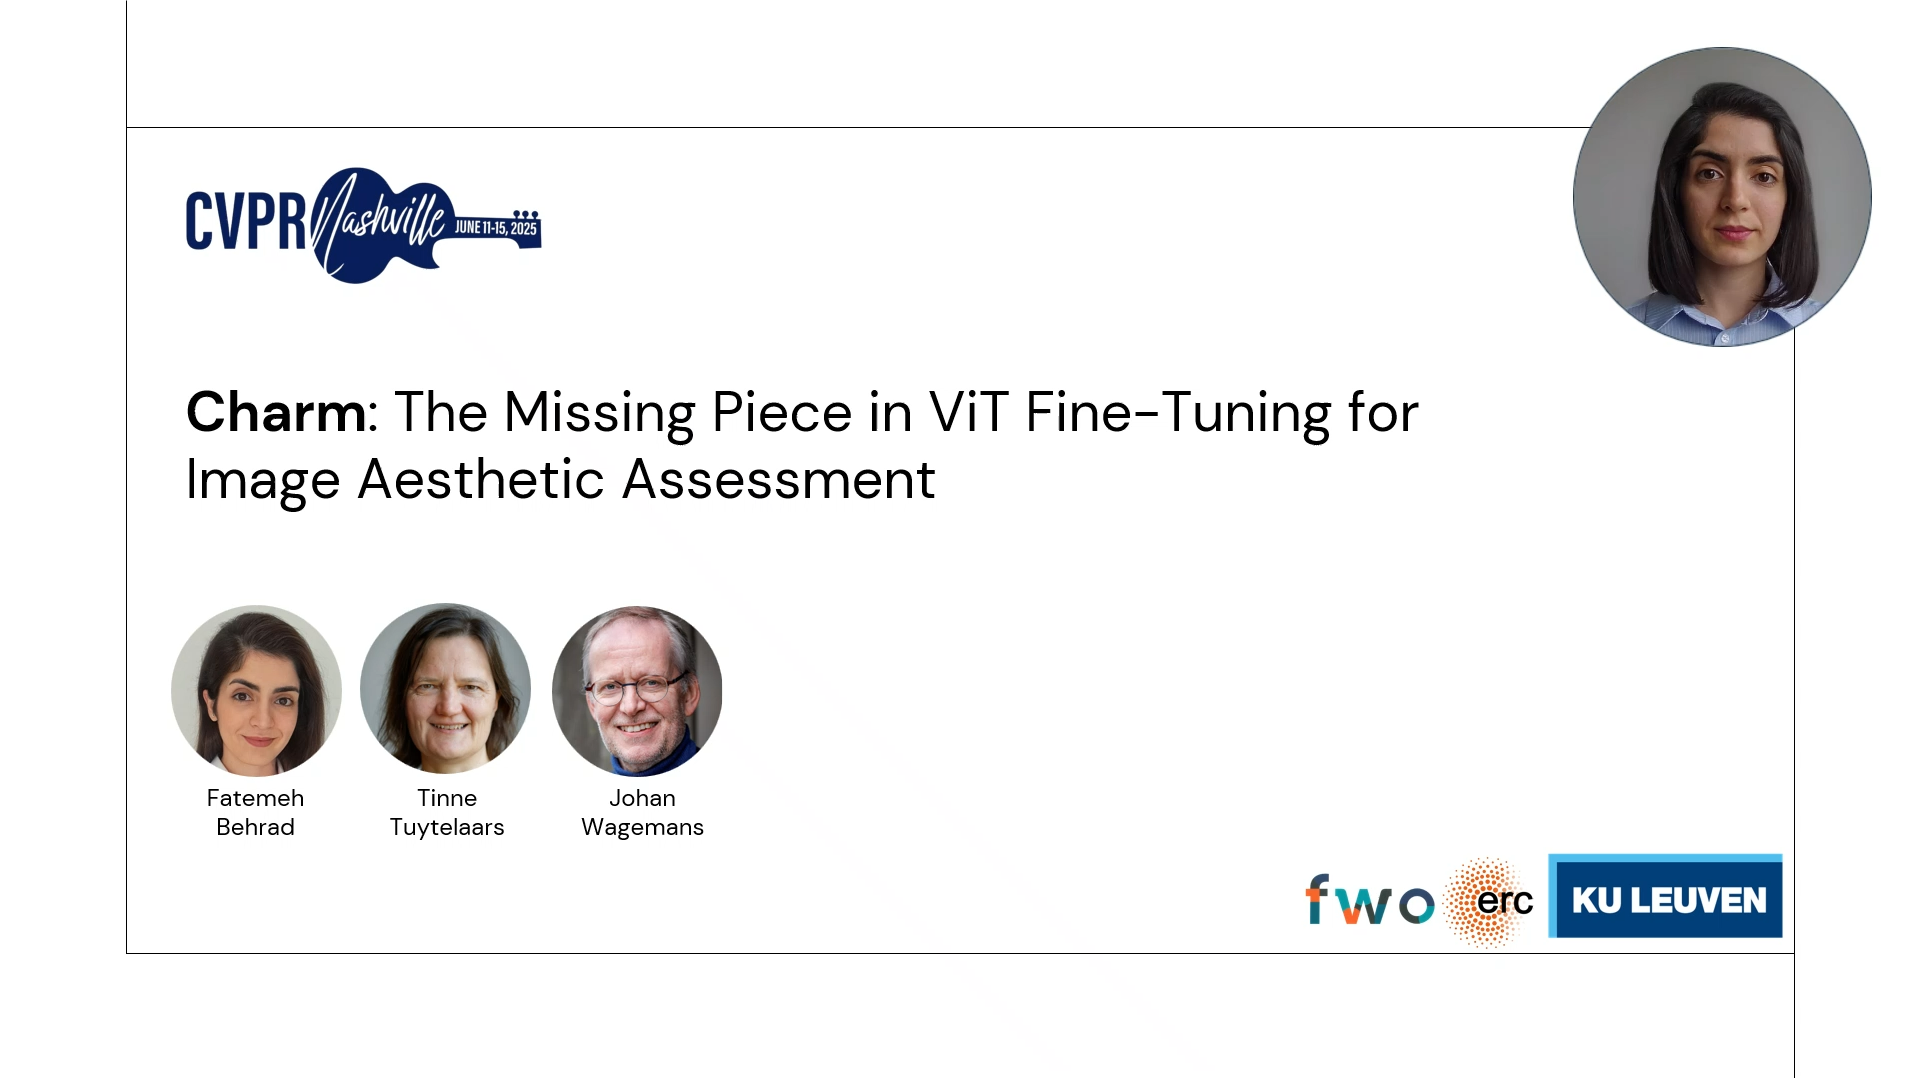 CVPR Nashville JUNE 11-15, 2025
Charm: The Missing Piece in ViT Fine-Tuning for
Image Aesthetic Assessment
Fatemeh
Behrad
Tinne
Tuytelaars
Johan
Wagemans
fwo erc KU LEUVEN